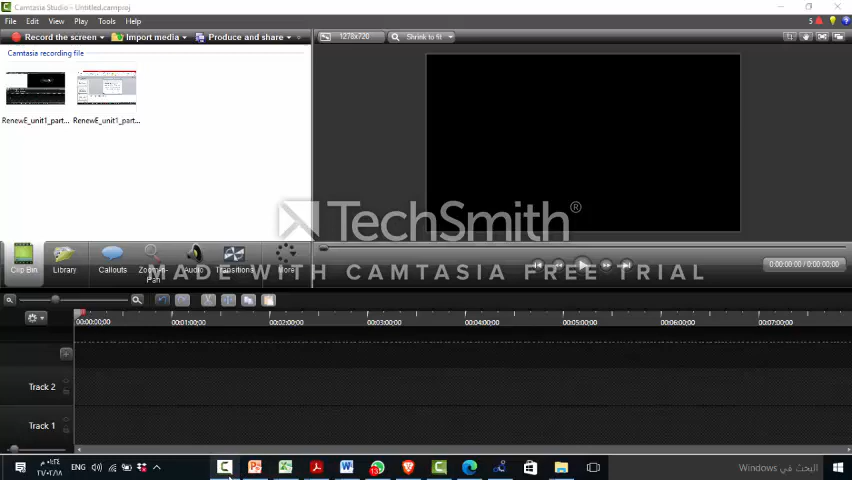 Camtasia Studio - Untitled.camproj
File Edit View Play Tools Help
5
Record the screen Import media Produce and share »
1278x720 Shrink to fit
Camtasia recording file
RenewE_unit1_part... RenewE_unit1_part...
TechSmith®
MADE WITH CAMTASIA FREE TRIAL
Clip Bin Library Callouts Zoom-n-Pan Audio Transitions More
0:00:00;00 / 0:00:00;00
00:00:00;00 00:01:00;00 00:02:00;00 00:03:00;00 00:04:00;00 00:05:00;00 00:06:00;00 00:07:00;00
Track 2
Track 1
ENG
13
البحث في Windows